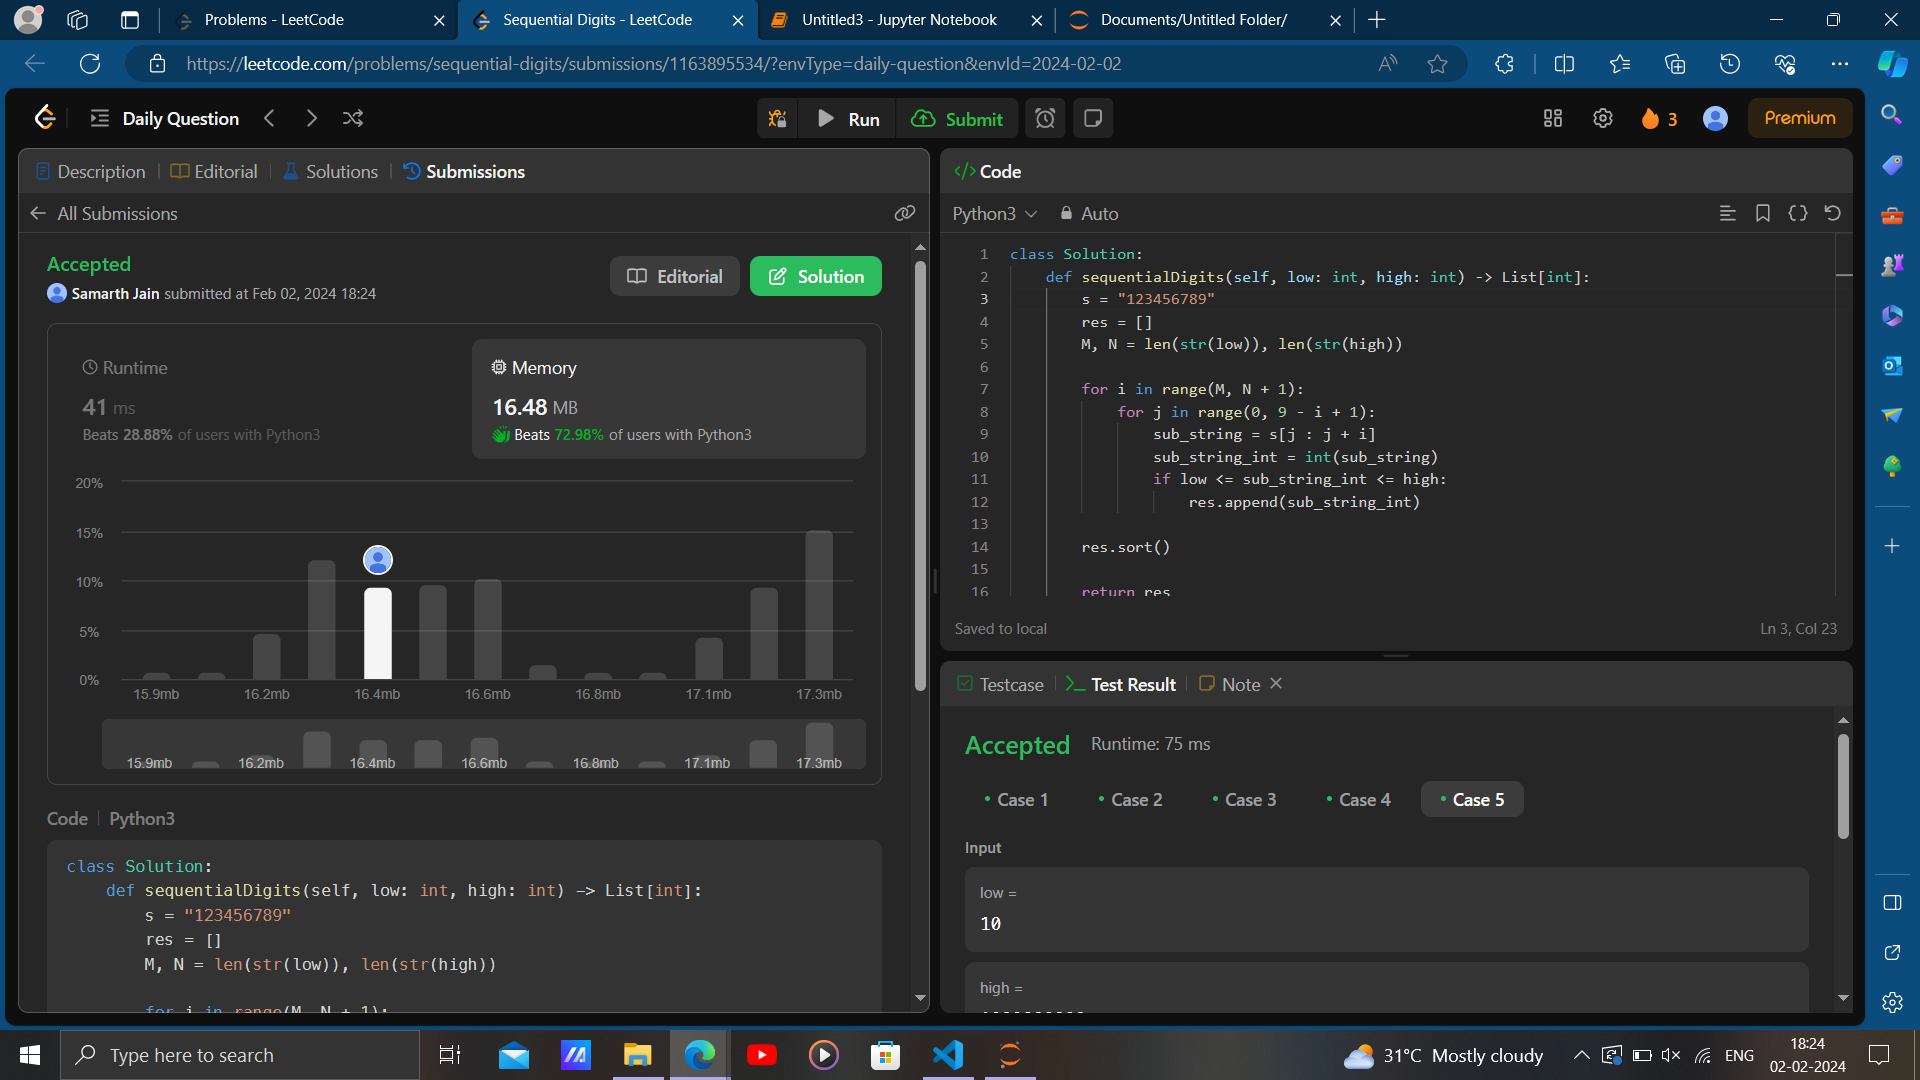 Problems - LeetCode
Sequential Digits - LeetCode
Untitled3 - Jupyter Notebook
Documents/Untitled Folder/
https://leetcode.com/problems/sequential-digits/submissions/1163895534/?envType=daily-question&envId=2024-02-02
Daily Question
Run
Submit
3
Premium
Description
Editorial
Solutions
Submissions
All Submissions
Accepted
Samarth Jain submitted at Feb 02, 2024 18:24
Editorial
Solution
Runtime
41 ms
Beats 28.88% of users with Python3
Memory
16.48 MB
Beats 72.98% of users with Python3
20%
15%
10%
5%
0%
15.9mb 16.2mb 16.4mb 16.6mb 16.8mb 17.1mb 17.3mb
15.9mb 16.2mb 16.4mb 16.6mb 16.8mb 17.1mb 17.3mb
Code | Python3
class Solution:
def sequentialDigits(self, low: int, high: int) -> List[int]:
s = "123456789"
res = []
M, N = len(str(low)), len(str(high))
for i in range(M, N + 1):
Code
Python3
Auto
1 class Solution:
2 def sequentialDigits(self, low: int, high: int) -> List[int]:
3 s = "123456789"
4 res = []
5 M, N = len(str(low)), len(str(high))
6
7 for i in range(M, N + 1):
8 for j in range(0, 9 - i + 1):
9 sub_string = s[j : j + i]
10 sub_string_int = int(sub_string)
11 if low <= sub_string_int <= high:
12 res.append(sub_string_int)
13
14 res.sort()
15
16 return res
Saved to local
Ln 3, Col 23
Testcase
Test Result
Note
Accepted
Runtime: 75 ms
Case 1
Case 2
Case 3
Case 4
Case 5
Input
low =
10
high =
Type here to search
31°C Mostly cloudy
ENG
18:24
02-02-2024